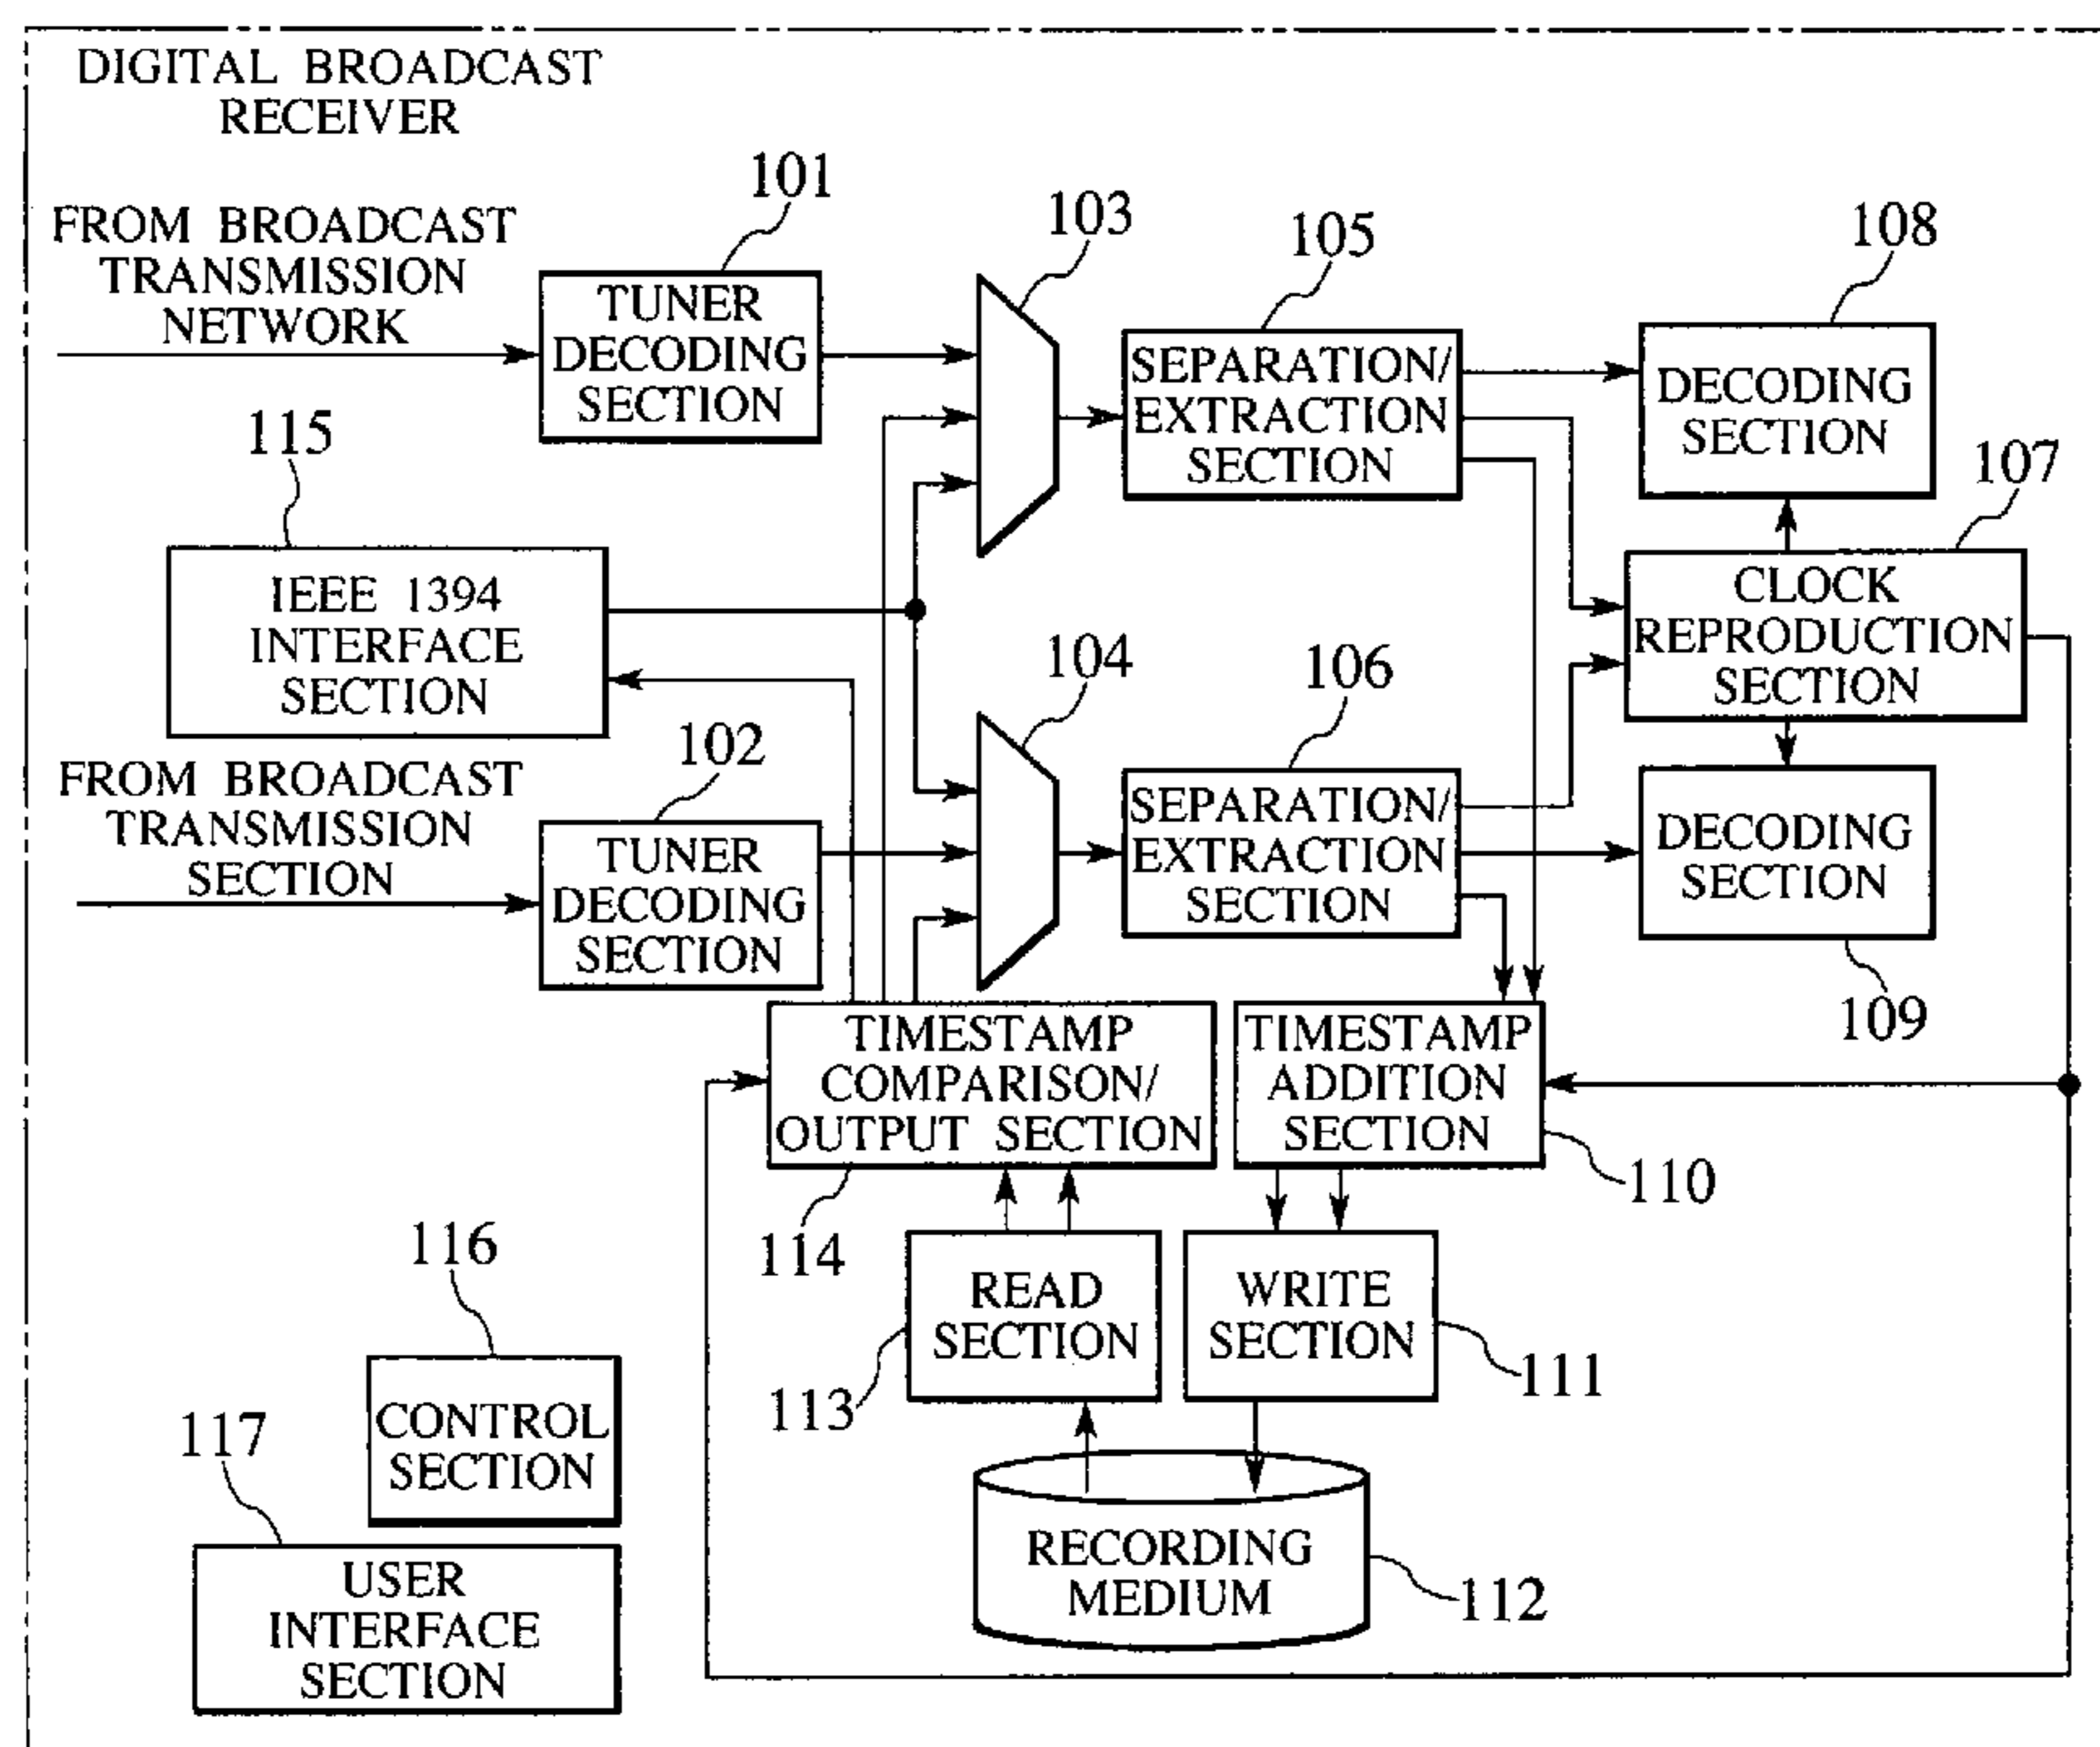 DIGITAL BROADCAST
RECEIVER
101
103
105
108
FROM BROADCAST
TRANSMISSION
NETWORK
TUNER
DECODING
SECTION
SEPARATION/
EXTRACTION
SECTION
DECODING
SECTION
115
107
IEEE 1394
INTERFACE
SECTION
CLOCK
REPRODUCTION
SECTION
104
106
102
FROM BROADCAST
TRANSMISSION
SECTION
TUNER
DECODING
SECTION
SEPARATION/
EXTRACTION
SECTION
DECODING
SECTION
109
TIMESTAMP
COMPARISON/
OUTPUT SECTION
TIMESTAMP
ADDITION
SECTION
110
114
116
READ
SECTION
WRITE
SECTION
113
111
CONTROL
SECTION
117
RECORDING
MEDIUM
112
USER
INTERFACE
SECTION